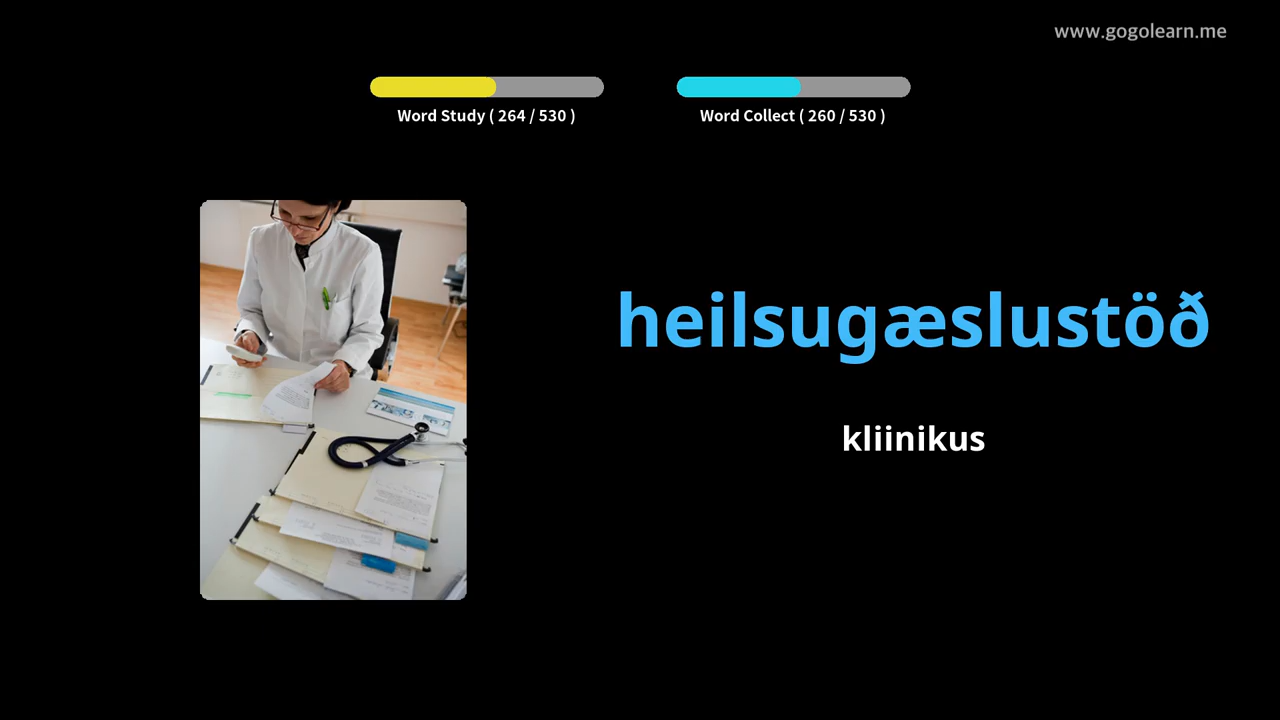 www.gogolearn.me
Word Study ( 264 / 530 )
Word Collect ( 260 / 530 )
heilsugæslustöð
kliinikus